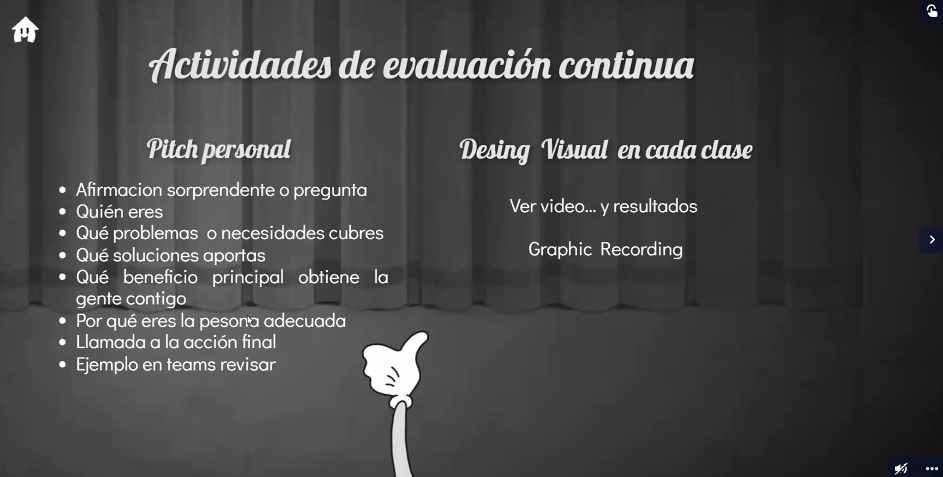 Actividades de evaluación continua
Pitch personal
• Afirmacion sorprendente o pregunta
• Quién eres
• Qué problemas o necesidades cubres
• Qué soluciones aportas
• Qué beneficio principal obtiene la
gente contigo
• Por qué eres la pesona adecuada
• Llamada a la acción final
• Ejemplo en teams revisar
Desing Visual en cada clase
Ver video... y resultados
Graphic Recording